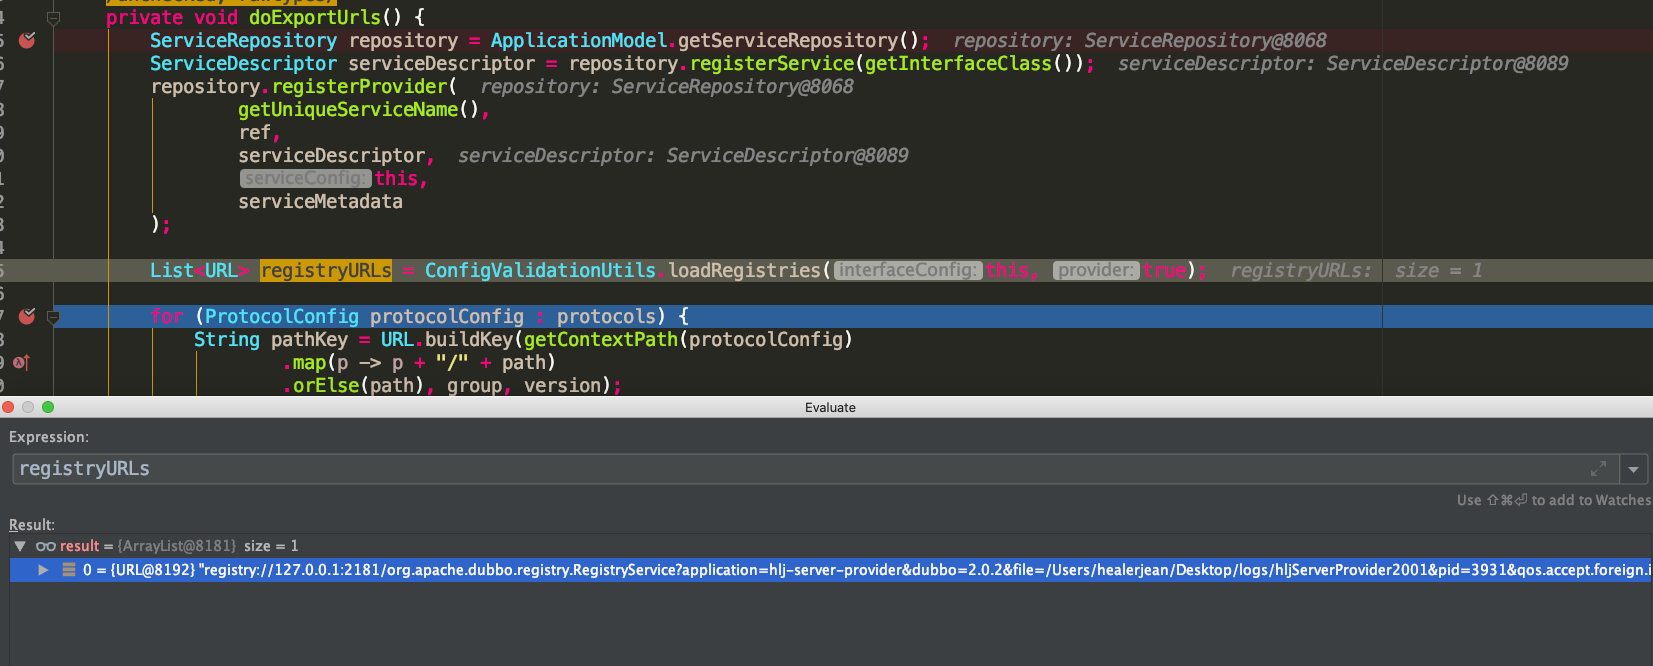 private void doExportUrls() {
ServiceRepository repository = ApplicationModel.getServiceRepository();  repository: ServiceRepository@8068
ServiceDescriptor serviceDescriptor = repository.registerService(getInterfaceClass());  serviceDescriptor: ServiceDescriptor@8089
repository.registerProvider(  repository: ServiceRepository@8068
getUniqueServiceName(),
ref,
serviceDescriptor,  serviceDescriptor: ServiceDescriptor@8089
serviceConfig: this,
serviceMetadata
);
List<URL> registryURLs = ConfigValidationUtils.loadRegistries( interfaceConfig: this, provider: true);  registryURLs:  size = 1
for (ProtocolConfig protocolConfig : protocols) {
String pathKey = URL.buildKey(getContextPath(protocolConfig)
.map(p -> p + "/" + path)
.orElse(path), group, version);
Evaluate
Expression:
registryURLs
Use ⇧⌘⏎ to add to Watches
Result:
result = {ArrayList@8181}  size = 1
0 = {URL@8192} "registry://127.0.0.1:2181/org.apache.dubbo.registry.RegistryService?application=hlj-server-provider&dubbo=2.0.2&file=/Users/healerjean/Desktop/logs/hljServerProvider2001&pid=3931&qos.accept.foreign.i